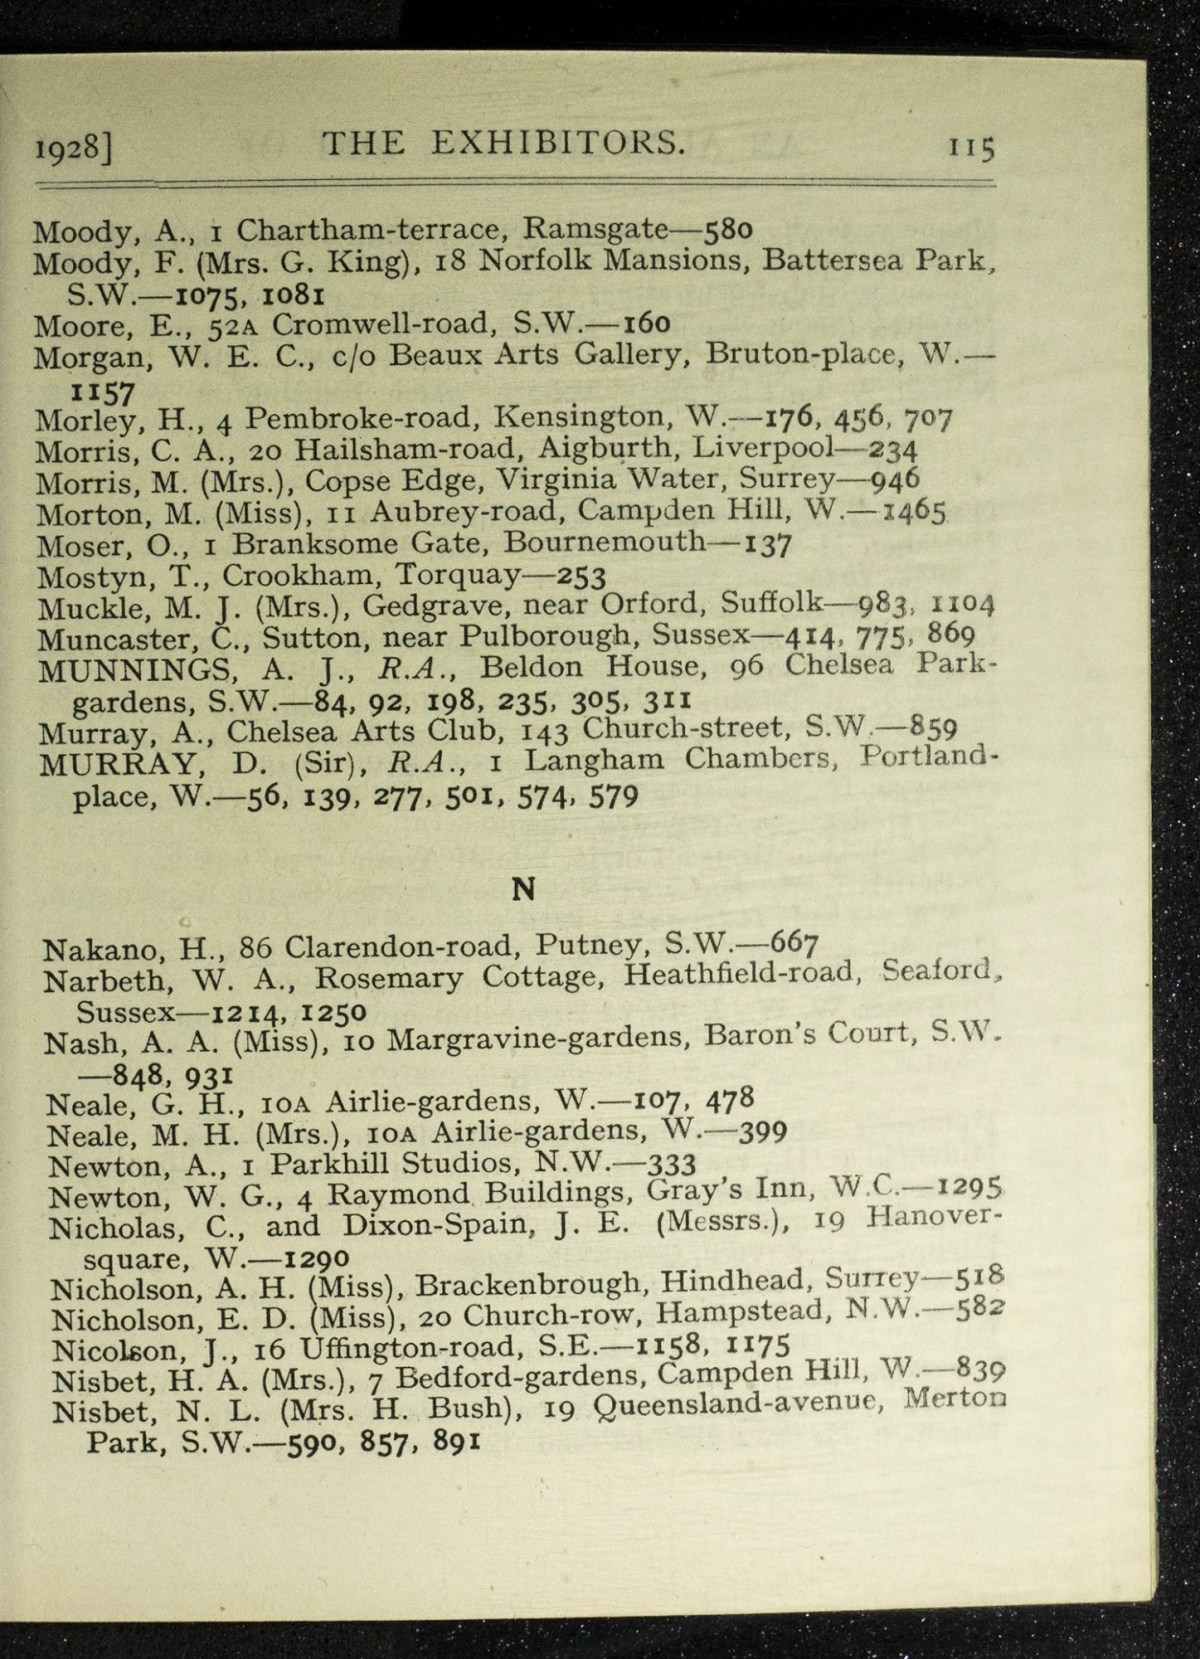 1928] THE EXHIBITORS. 115
Moody, A., 1 Chartham-terrace, Ramsgate—580
Moody, F. (Mrs. G. King), 18 Norfolk Mansions, Battersea Park,
S.W.—1075, 1081
Moore, E., 52A Cromwell-road, S.W.—160
Morgan, W. E. C., c/o Beaux Arts Gallery, Bruton-place, W.—
1157
Morley, H., 4 Pembroke-road, Kensington, W.—176, 456, 707
Morris, C. A., 20 Hailsham-road, Aigburth, Liverpool—234
Morris, M. (Mrs.), Copse Edge, Virginia Water, Surrey—946
Morton, M. (Miss), 11 Aubrey-road, Campden Hill, W.—1465
Moser, O., 1 Branksome Gate, Bournemouth—137
Mostyn, T., Crookham, Torquay—253
Muckle, M. J. (Mrs.), Gedgrave, near Orford, Suffolk—983, 1104
Muncaster, C., Sutton, near Pulborough, Sussex—414, 775, 869
MUNNINGS, A. J., R.A., Beldon House, 96 Chelsea Park-
gardens, S.W.—84, 92, 198, 235, 305, 311
Murray, A., Chelsea Arts Club, 143 Church-street, S.W.—859
MURRAY, D. (Sir), R.A., 1 Langham Chambers, Portland-
place, W.—56, 139, 277, 501, 574, 579
N
Nakano, H., 86 Clarendon-road, Putney, S.W.—667
Narbeth, W. A., Rosemary Cottage, Heathfield-road, Seaford,
Sussex—1214, 1250
Nash, A. A. (Miss), 10 Margravine-gardens, Baron's Court, S.W.
—848, 931
Neale, G. H., 10A Airlie-gardens, W.—107, 478
Neale, M. H. (Mrs.), 10A Airlie-gardens, W.—399
Newton, A., 1 Parkhill Studios, N.W.—333
Newton, W. G., 4 Raymond Buildings, Gray's Inn, W.C.—1295
Nicholas, C., and Dixon-Spain, J. E. (Messrs.), 19 Hanover-
square, W.—1290
Nicholson, A. H. (Miss), Brackenbrough, Hindhead, Surrey—518
Nicholson, E. D. (Miss), 20 Church-row, Hampstead, N.W.—582
Nicolson, J., 16 Uffington-road, S.E.—1158, 1175
Nisbet, H. A. (Mrs.), 7 Bedford-gardens, Campden Hill, W.—839
Nisbet, N. L. (Mrs. H. Bush), 19 Queensland-avenue, Merton
Park, S.W.—590, 857, 891